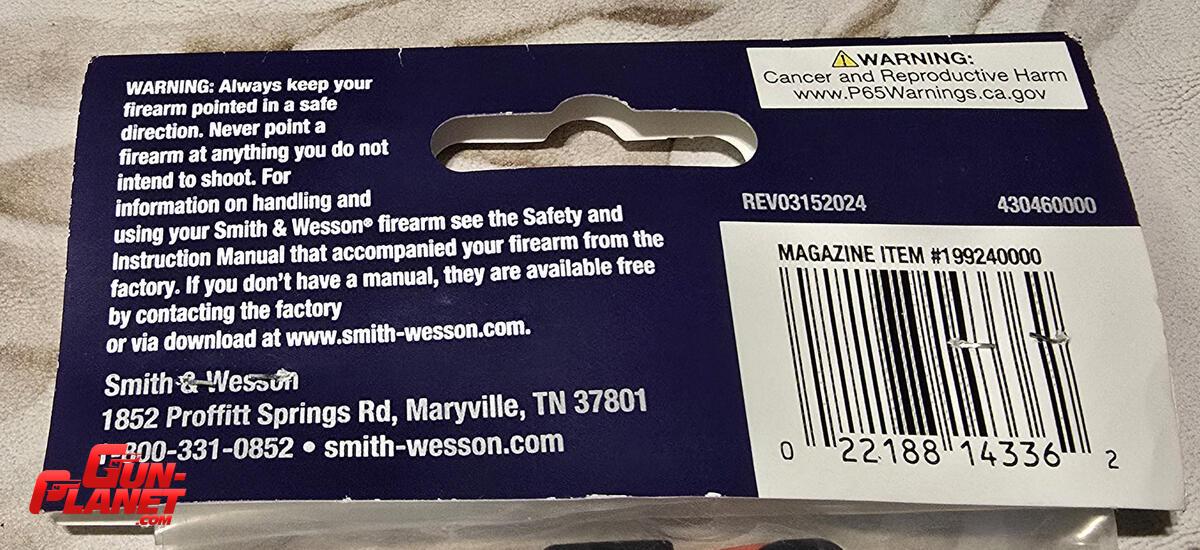 WARNING: Always keep your
firearm pointed in a safe
direction. Never point a
firearm at anything you do not
intend to shoot. For
information on handling and
using your Smith & Wesson® firearm see the Safety and
Instruction Manual that accompanied your firearm from the
factory. If you don't have a manual, they are available free
by contacting the factory
or via download at www.smith-wesson.com.
Smith & Wesson
1852 Proffitt Springs Rd, Maryville, TN 37801
1-800-331-0852 • smith-wesson.com
WARNING:
Cancer and Reproductive Harm
www.P65Warnings.ca.gov
REV03152024 430460000
MAGAZINE ITEM #199240000
0 22188 14336 2
GUN-
PLANET
.COM